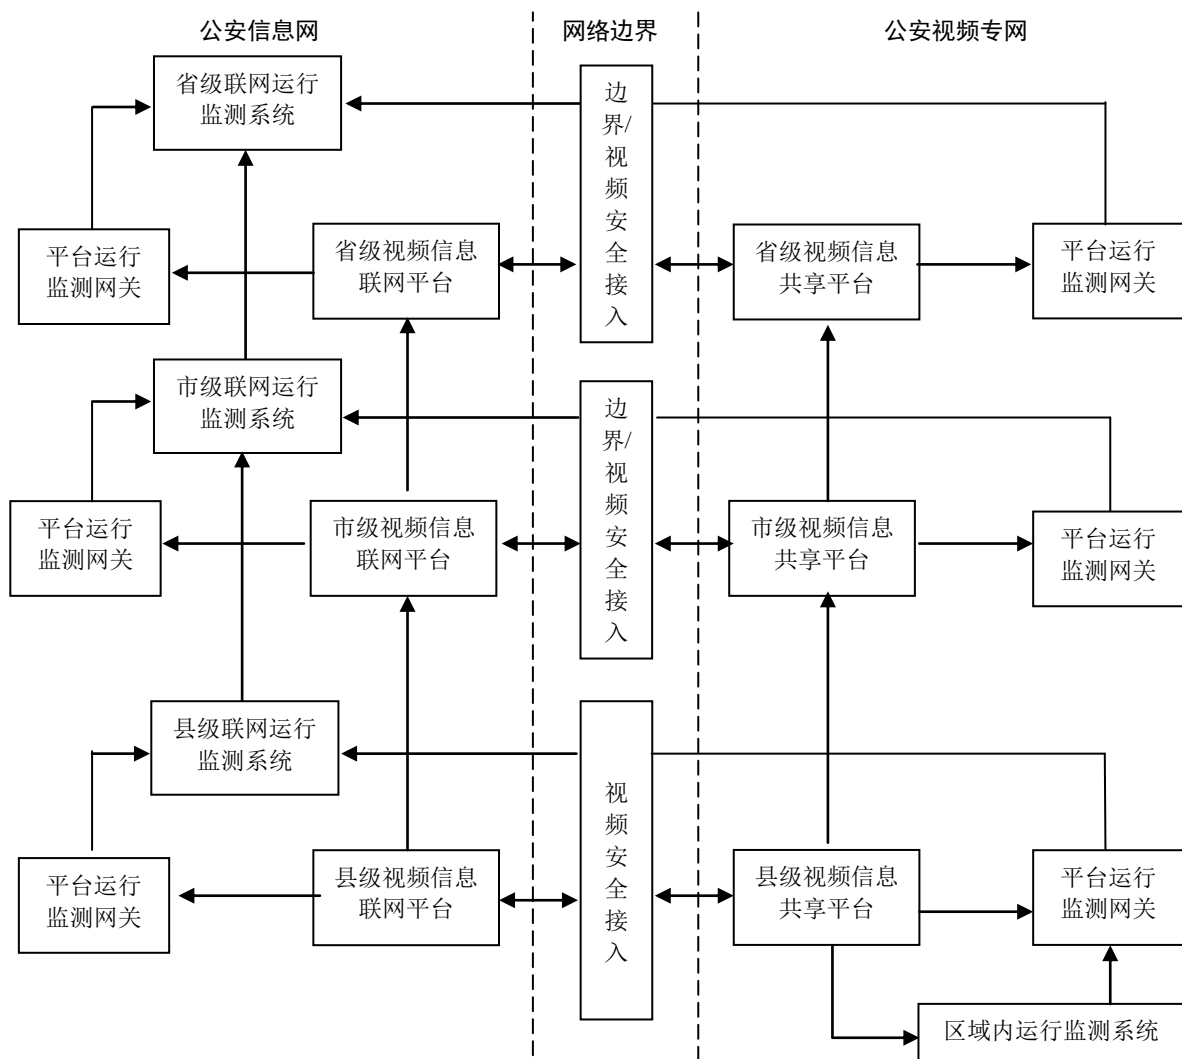 公安信息网
网络边界
公安视频专网
省级联网运行
监测系统
边
界/
视
频
安
全
接
入
平台运行
监测网关
省级视频信息
联网平台
省级视频信息
共享平台
平台运行
监测网关
市级联网运行
监测系统
边
界/
视
频
安
全
接
入
平台运行
监测网关
市级视频信息
联网平台
市级视频信息
共享平台
平台运行
监测网关
县级联网运行
监测系统
视
频
安
全
接
入
平台运行
监测网关
县级视频信息
联网平台
县级视频信息
共享平台
平台运行
监测网关
区域内运行监测系统